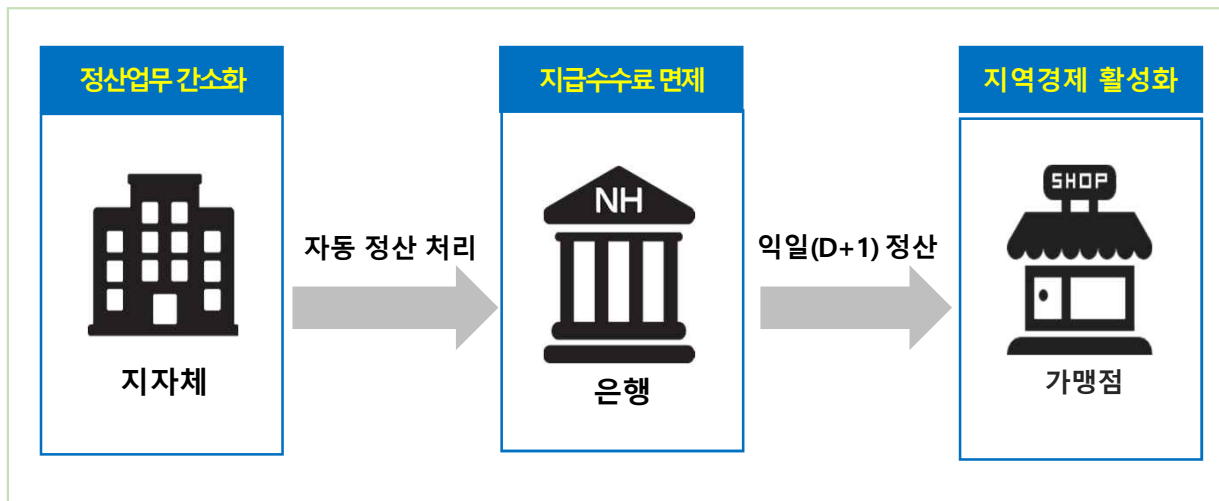 정산업무 간소화
지급수수료 면제
지역경제 활성화
NH
SHOP
자동 정산 처리
익일(D+1) 정산
지자체
은행
가맹점